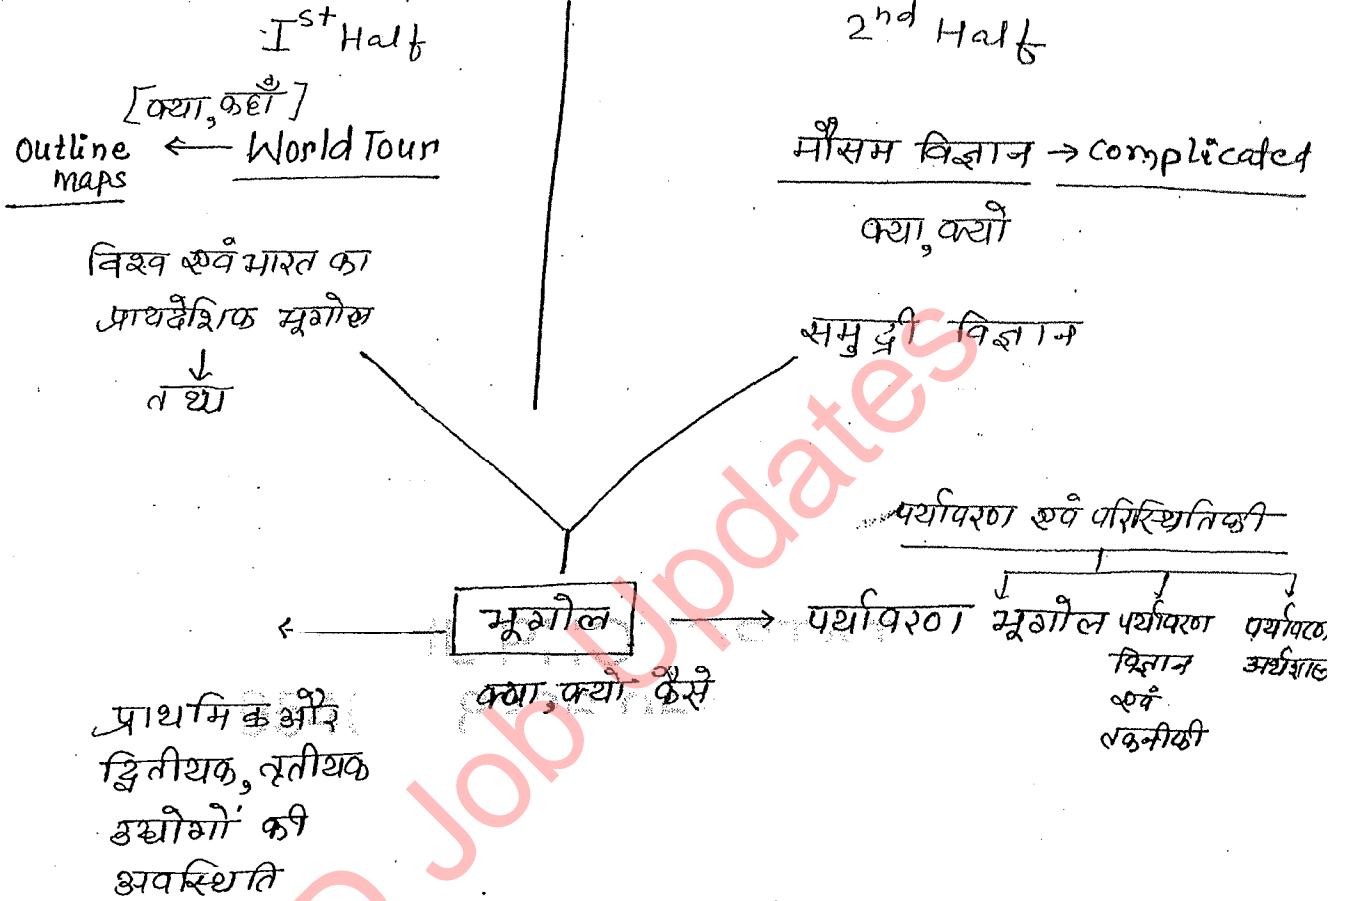 Ist Half
[क्या, कहाँ]
Outline maps ← World Tour
विश्व एवं भारत का
प्रायदेशिक भूगोल
↓
तथ्य
2nd Half
मौसम विज्ञान → complicated
क्या, क्यों
समुद्री विज्ञान
पर्यावरण एवं परिस्थितिकी
← भूगोल → पर्यावरण भूगोल
पर्यावरण
विज्ञान
एवं
तकनीकी
पर्यावरण
अर्थशास्
क्या, क्यों कैसे
प्राथमिक और
द्वितीयक, तृतीयक
उद्योगों की
अवस्थिति
Job Updates